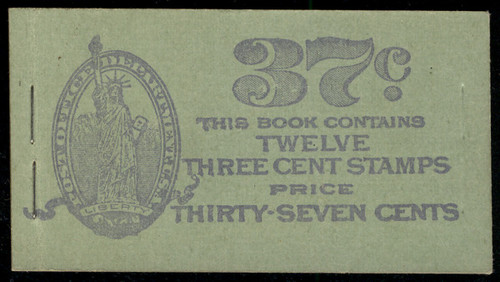 37¢
THIS BOOK CONTAINS
TWELVE
THREE CENT STAMPS
PRICE
THIRTY-SEVEN CENTS
LIBERTY